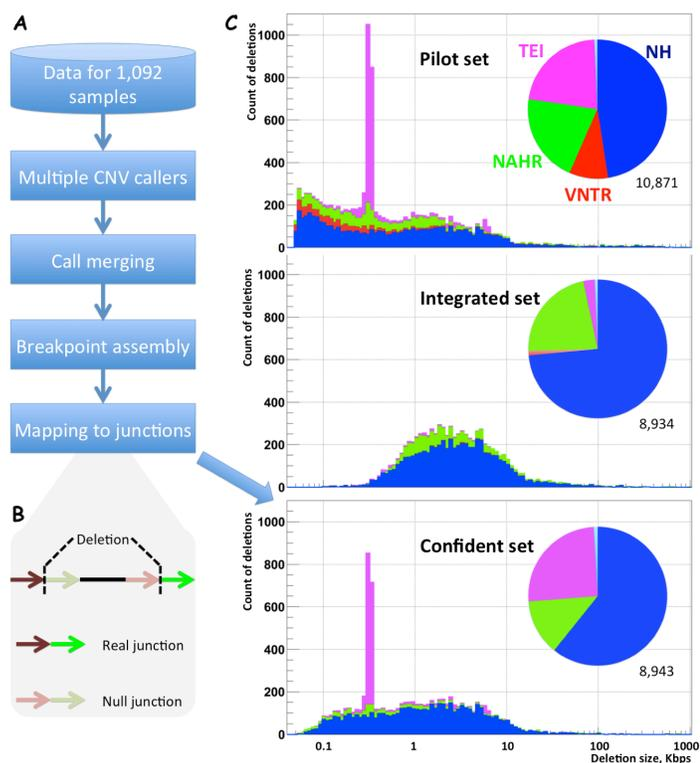 A
Data for 1,092
samples
Multiple CNV callers
Call merging
Breakpoint assembly
Mapping to junctions
B
Deletion
Real junction
Null junction
C
Count of deletions
1000
800
600
400
200
0
Pilot set
TEI
NH
NAHR
VNTR
10,871
Count of deletions
1000
800
600
400
200
0
Integrated set
8,934
Count of deletions
1000
800
600
400
200
0
Confident set
8,943
0.1
1
10
100
1000
Deletion size, Kbps